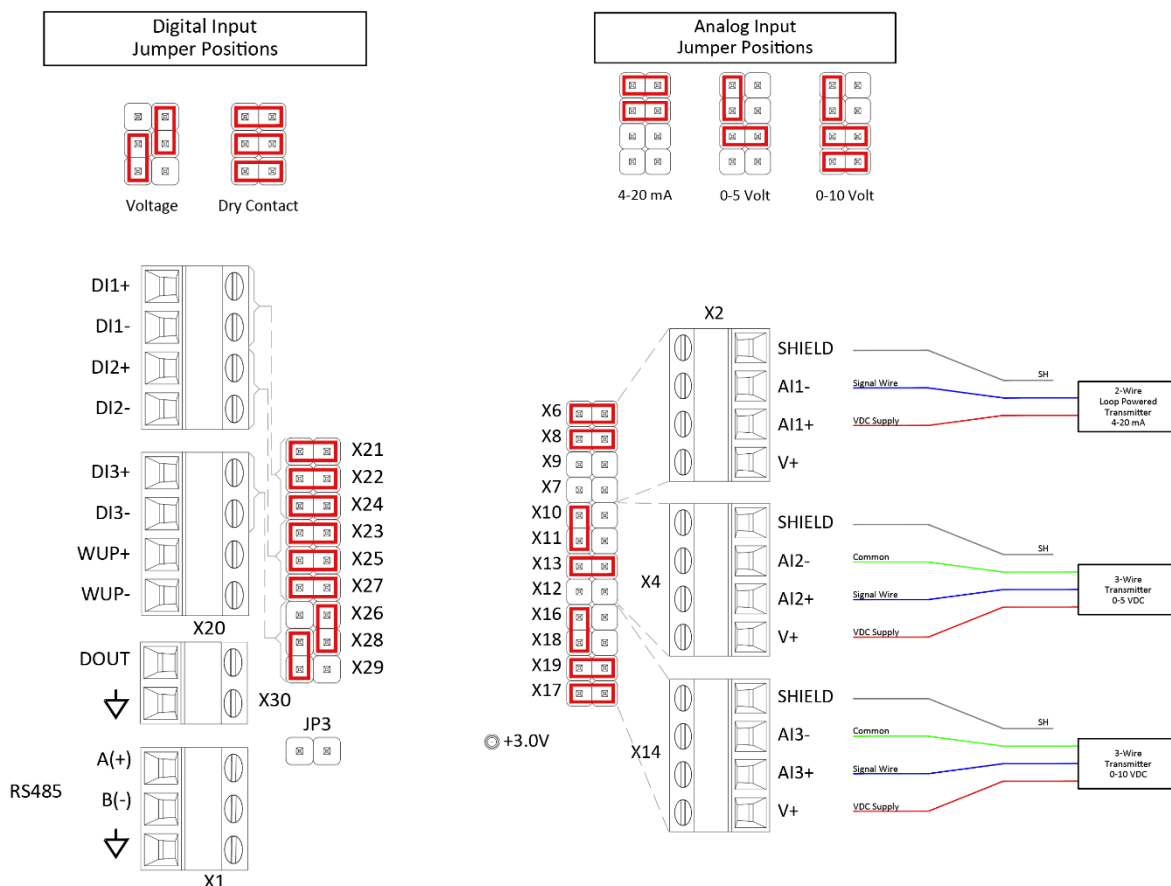 Digital Input
Jumper Positions
Analog Input
Jumper Positions
Voltage
Dry Contact
4-20 mA
0-5 Volt
0-10 Volt
DI1+
DI1-
DI2+
DI2-
DI3+
DI3-
WUP+
WUP-
X20
DOUT
X30
RS485
A(+)
B(-)
X1
X21
X22
X24
X23
X25
X27
X26
X28
X29
JP3
+3.0V
X6
X8
X9
X7
X10
X11
X13
X12
X16
X18
X19
X17
X2
SHIELD
AI1-
AI1+
V+
SH
Signal Wire
VDC Supply
2-Wire
Loop Powered
Transmitter
4-20 mA
X4
SHIELD
AI2-
AI2+
V+
SH
Common
Signal Wire
VDC Supply
3-Wire
Transmitter
0-5 VDC
X14
SHIELD
AI3-
AI3+
V+
SH
Common
Signal Wire
VDC Supply
3-Wire
Transmitter
0-10 VDC